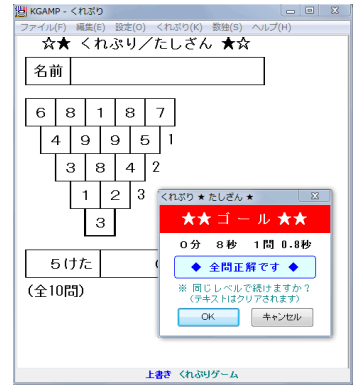 KGAMP - くれぷり
ファイル(F) 編集(E) 設定(O) くれぷり(K) 数独(S) ヘルプ(H)
☆★ くれぷり／たしざん ★☆
名前
6 8 1 8 7
4 9 9 5 1
3 8 4 2
1 2 3
3
くれぷり ★ たしざん ★
★★ ゴ ー ル ★★
0分 8秒 1問 0.8秒
◆ 全問正解です ◆
※ 同じレベルで続けますか？
(テキストはクリアされます)
OK キャンセル
5けた
(全10問)
上書き くれぷりゲーム